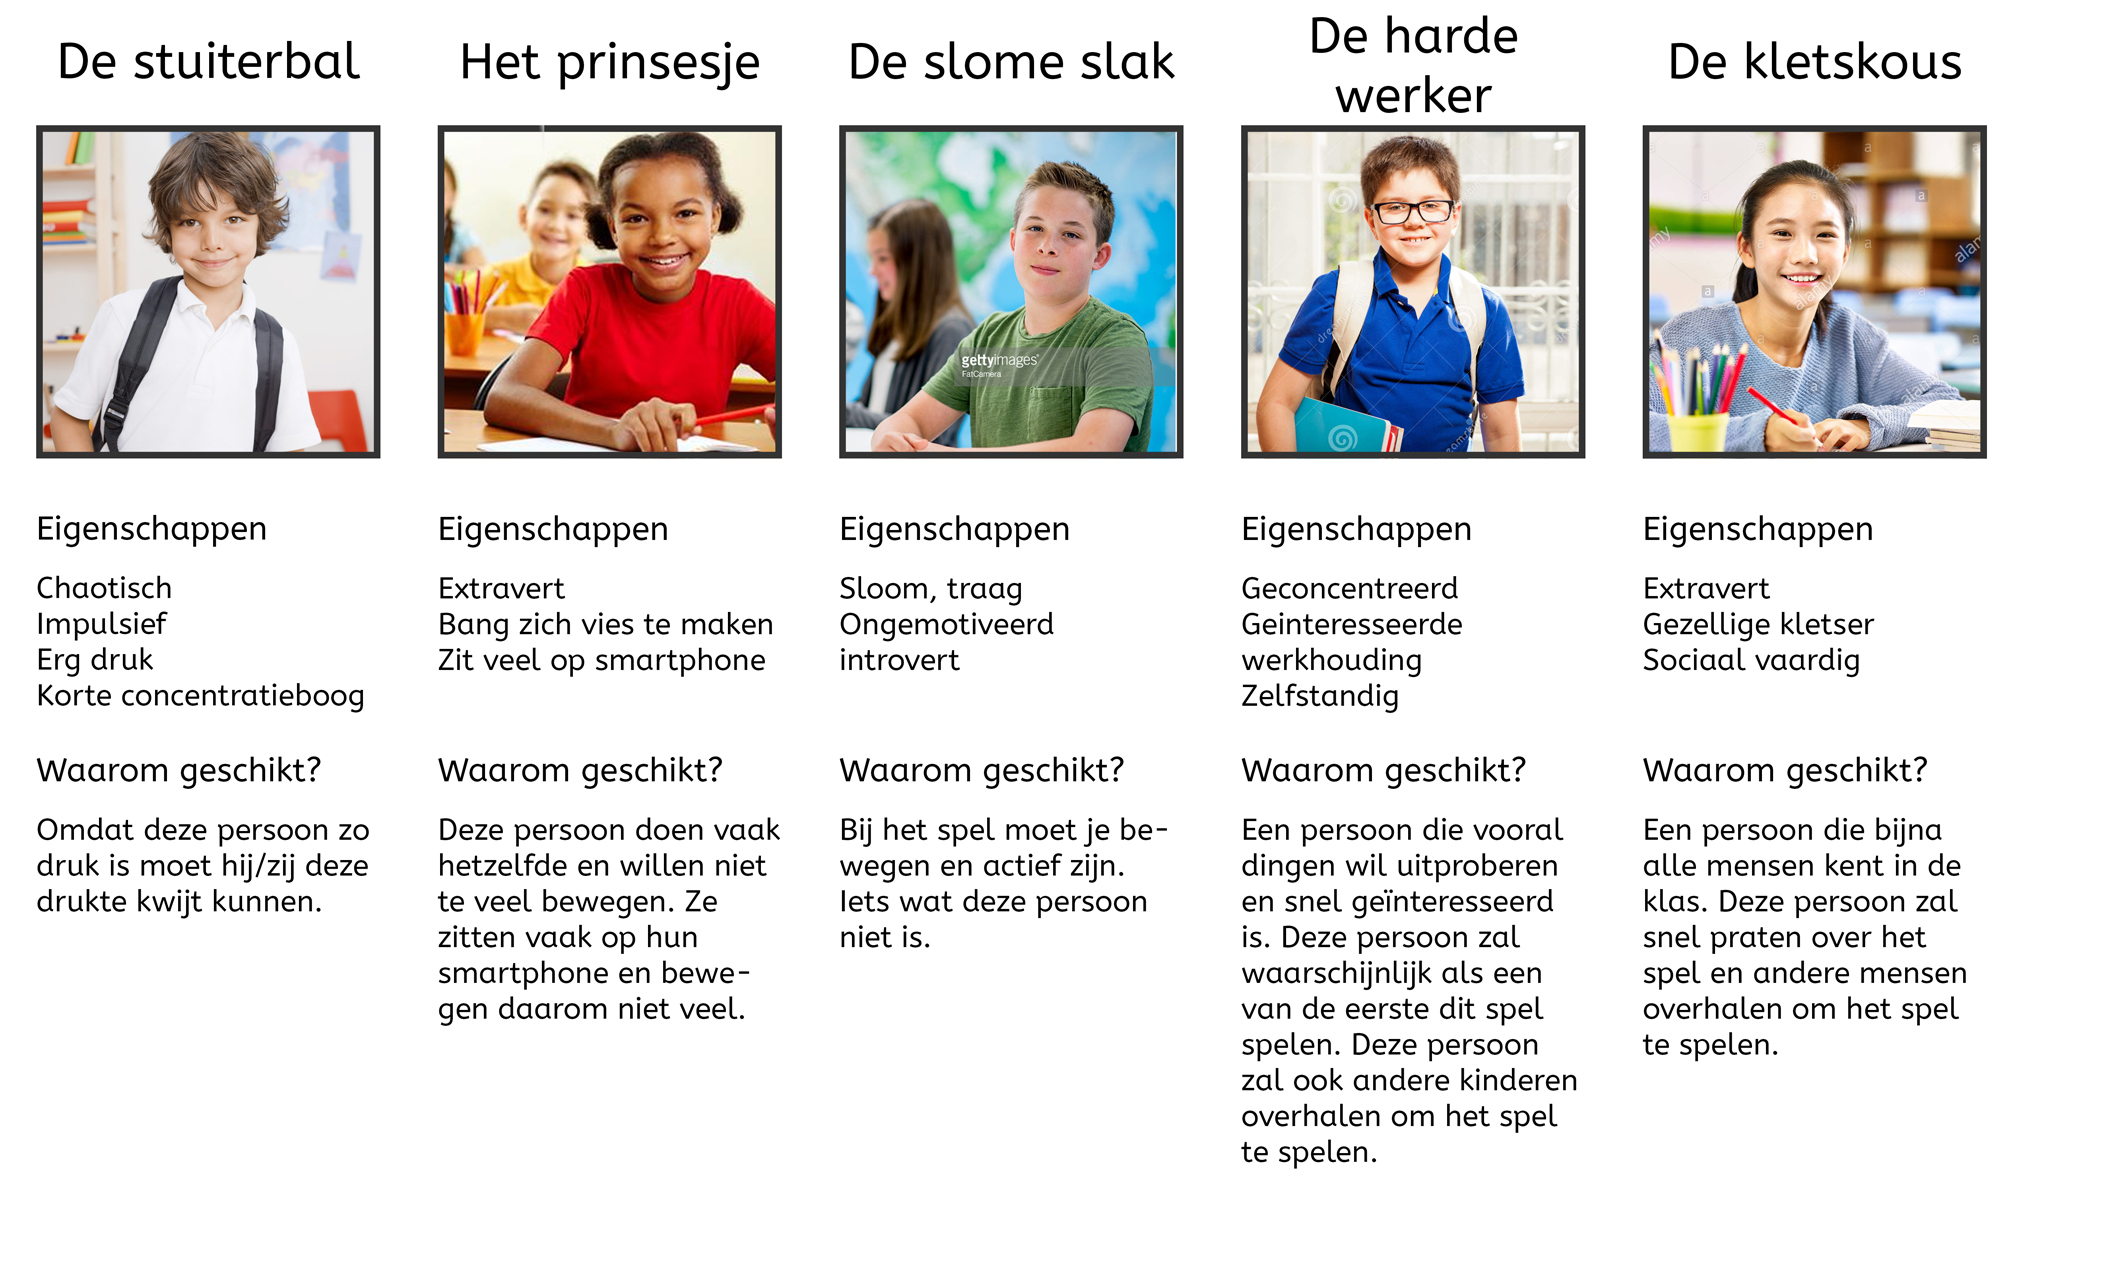 De stuiterbal
Het prinsesje
De slome slak
De harde
werker
De kletskous
gettyimages®
FatCamera
alamy
a
a
a
a
a
a
alamy
Eigenschappen
Chaotisch
Impulsief
Erg druk
Korte concentratieboog
Waarom geschikt?
Omdat deze persoon zo
druk is moet hij/zij deze
drukte kwijt kunnen.
Eigenschappen
Extravert
Bang zich vies te maken
Zit veel op smartphone
Waarom geschikt?
Deze persoon doen vaak
hetzelfde en willen niet
te veel bewegen. Ze
zitten vaak op hun
smartphone en bewe-
gen daarom niet veel.
Eigenschappen
Sloom, traag
Ongemotiveerd
introvert
Waarom geschikt?
Bij het spel moet je be-
wegen en actief zijn.
Iets wat deze persoon
niet is.
Eigenschappen
Geconcentreerd
Geinteresseerde
werkhouding
Zelfstandig
Waarom geschikt?
Een persoon die vooral
dingen wil uitproberen
en snel geïnteresseerd
is. Deze persoon zal
waarschijnlijk als een
van de eerste dit spel
spelen. Deze persoon
zal ook andere kinderen
overhalen om het spel
te spelen.
Eigenschappen
Extravert
Gezellige kletser
Sociaal vaardig
Waarom geschikt?
Een persoon die bijna
alle mensen kent in de
klas. Deze persoon zal
snel praten over het
spel en andere mensen
overhalen om het spel
te spelen.